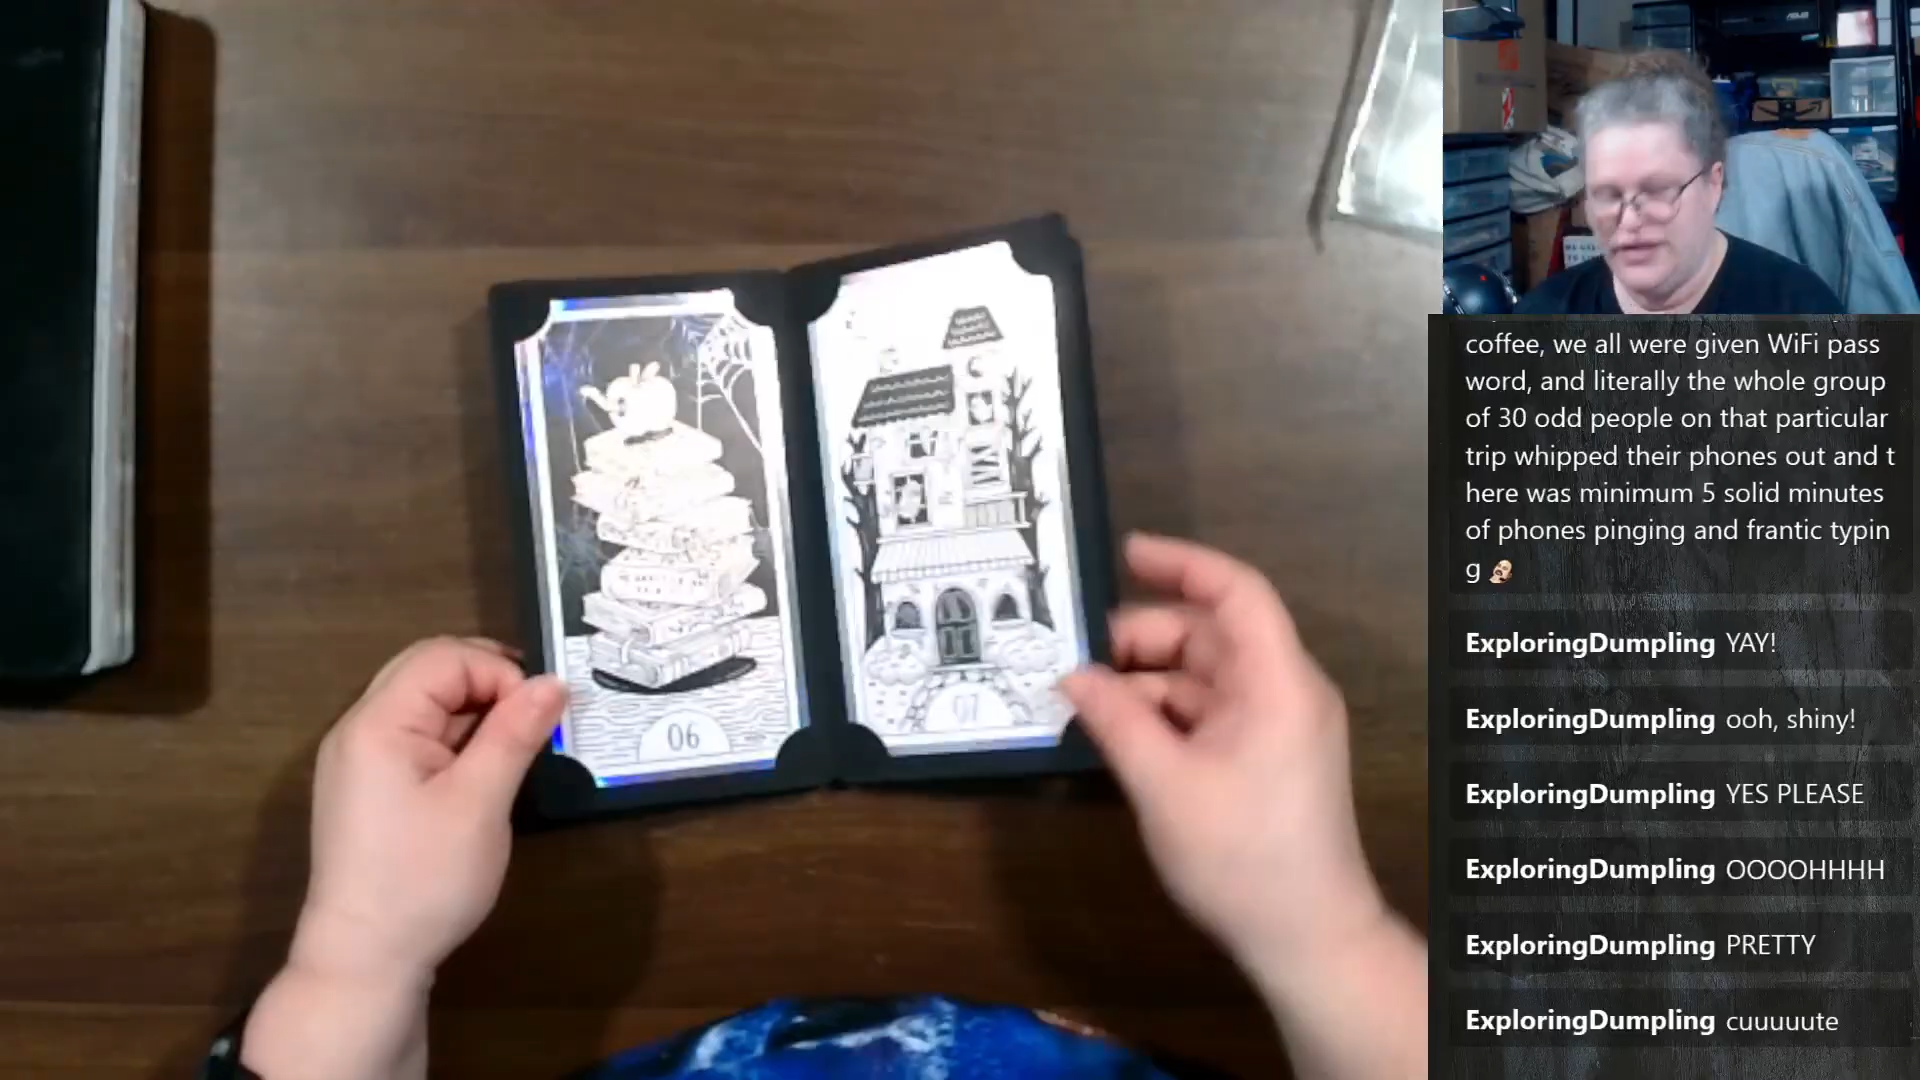 ASUS
06
07
coffee, we all were given WiFi pass
word, and literally the whole group
of 30 odd people on that particular
trip whipped their phones out and t
here was minimum 5 solid minutes
of phones pinging and frantic typin
g
ExploringDumpling YAY!
ExploringDumpling ooh, shiny!
ExploringDumpling YES PLEASE
ExploringDumpling OOOOHHHH
ExploringDumpling PRETTY
ExploringDumpling cuuuuute